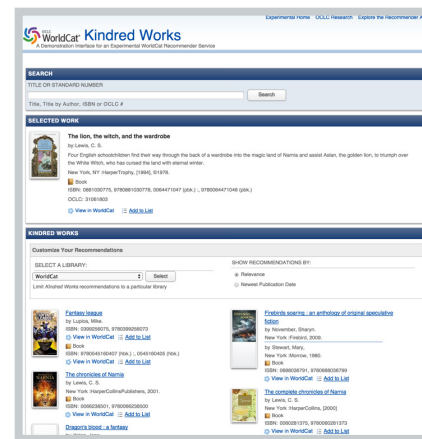 Experimental Home OCLC Research Explore the Recommender A
OCLC
WorldCat Kindred Works
A Demonstration Interface for an Experimental WorldCat Recommender Service
SEARCH
TITLE OR STANDARD NUMBER
Search
Title, Title by Author, ISBN or OCLC #
SELECTED WORK
The lion, the witch, and the wardrobe
by Lewis, C. S.
Four English schoolchildren find their way through the back of a wardrobe into the magic land of Narnia and assist Aslan, the golden lion, to triumph over
the White Witch, who has cursed the land with eternal winter.
New York, NY :HarperTrophy, [1994], ©1978.
Book
ISBN: 0881030775, 9780881030778, 0064471047 (pbk.) :, 9780064471046 (pbk.)
OCLC: 31081803
View in WorldCat Add to List
KINDRED WORKS
Customize Your Recommendations
SELECT A LIBRARY:
WorldCat Select
Limit Kindred Works recommendations to a particular library
SHOW RECOMMENDATIONS BY:
Relevance
Newest Publication Date
Fantasy league
by Lupica, Mike.
ISBN: 0399256075, 9780399256073
View in WorldCat Add to List
Book
ISBN: 9780545160407 (hbk.) :, 0545160405 (hbk.)
View in WorldCat Add to List
The chronicles of Narnia
by Lewis, C. S.
New York :HarperCollinsPublishers, 2001.
Book
ISBN: 0066238501, 9780066238500
View in WorldCat Add to List
Dragon's blood : a fantasy
Firebirds soaring : an anthology of original speculative
fiction
by November, Sharyn.
New York :Firebird, 2009.
by Stewart, Mary,
New York :Morrow, 1980.
Book
ISBN: 0688038791, 9780688036799
View in WorldCat Add to List
The complete chronicles of Narnia
by Lewis, C. S.
New York :HarperCollins, [2000]
Book
ISBN: 0060281375, 9780060281373
View in WorldCat Add to List